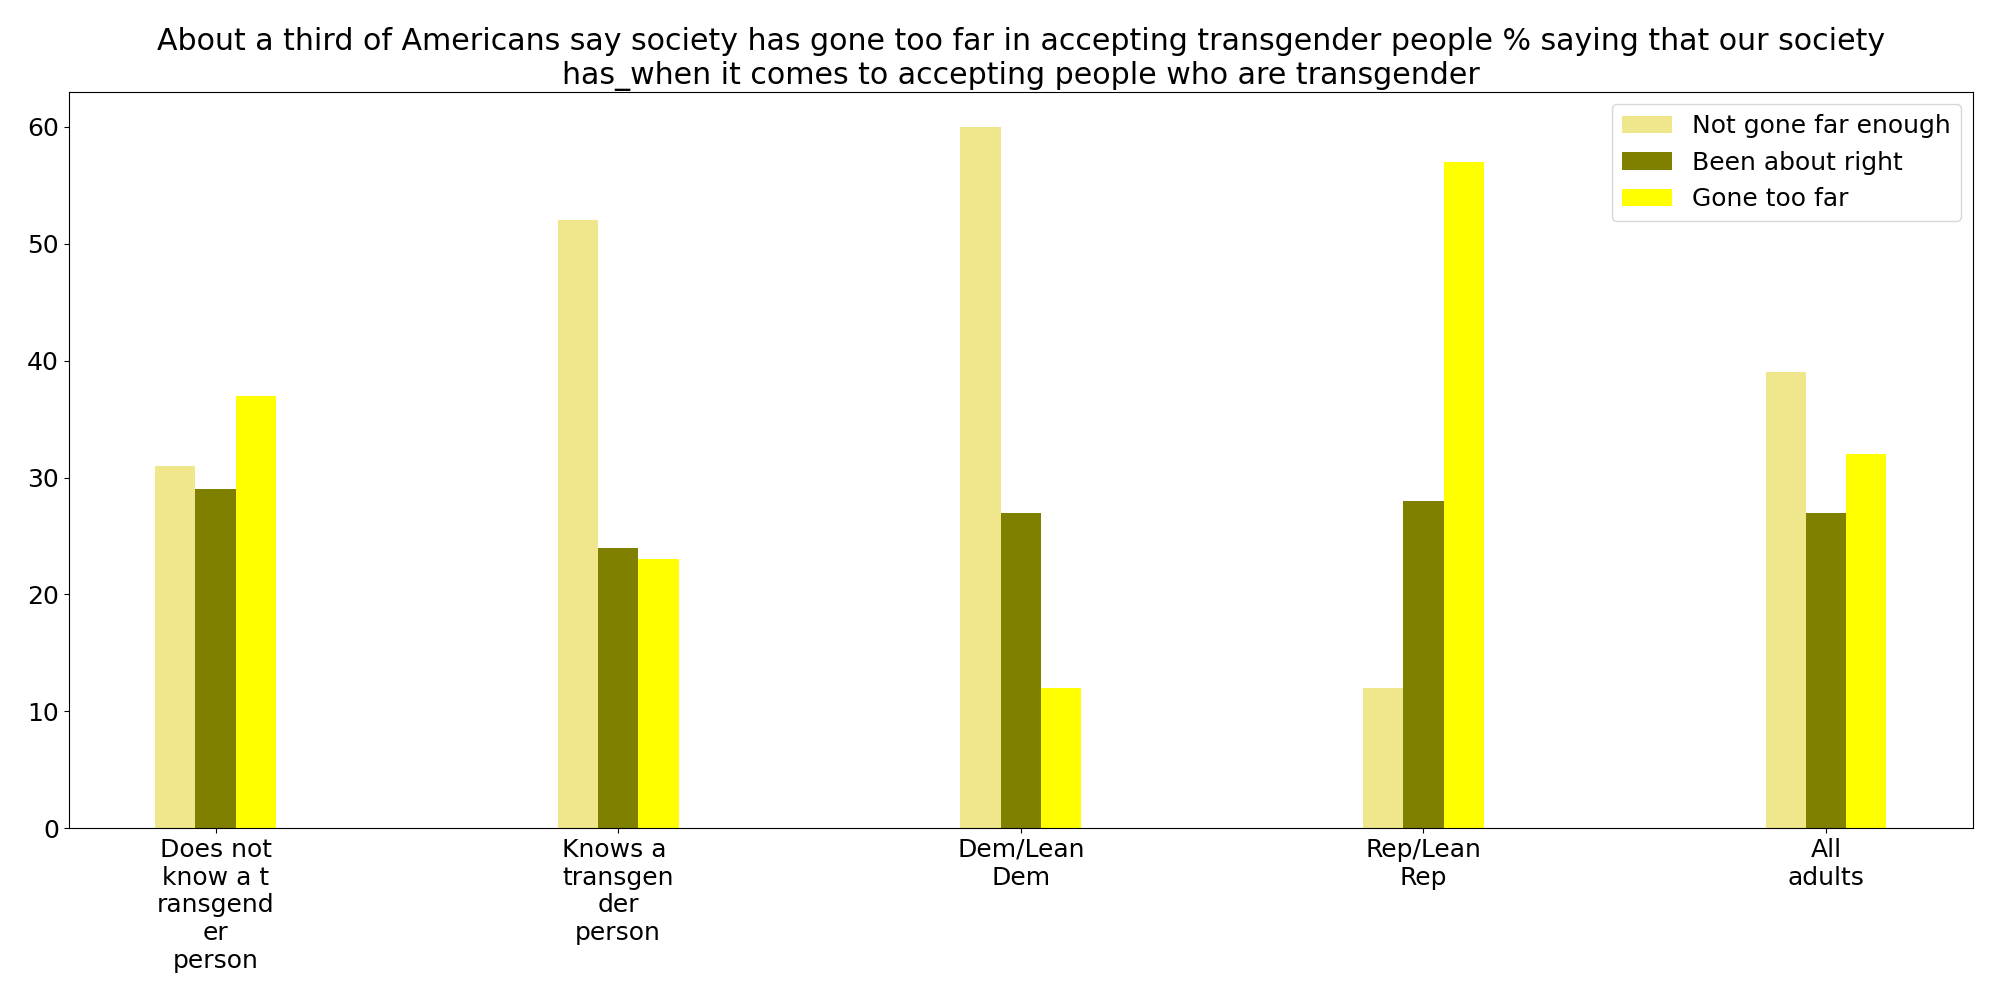 About a third of Americans say society has gone too far in accepting transgender people % saying that our society
has_when it comes to accepting people who are transgender
Not gone far enough
Been about right
Gone too far
60
50
40
30
20
10
0
Does not
know a t
ransgend
er
person
Knows a
transgen
der
person
Dem/Lean
Dem
Rep/Lean
Rep
All
adults